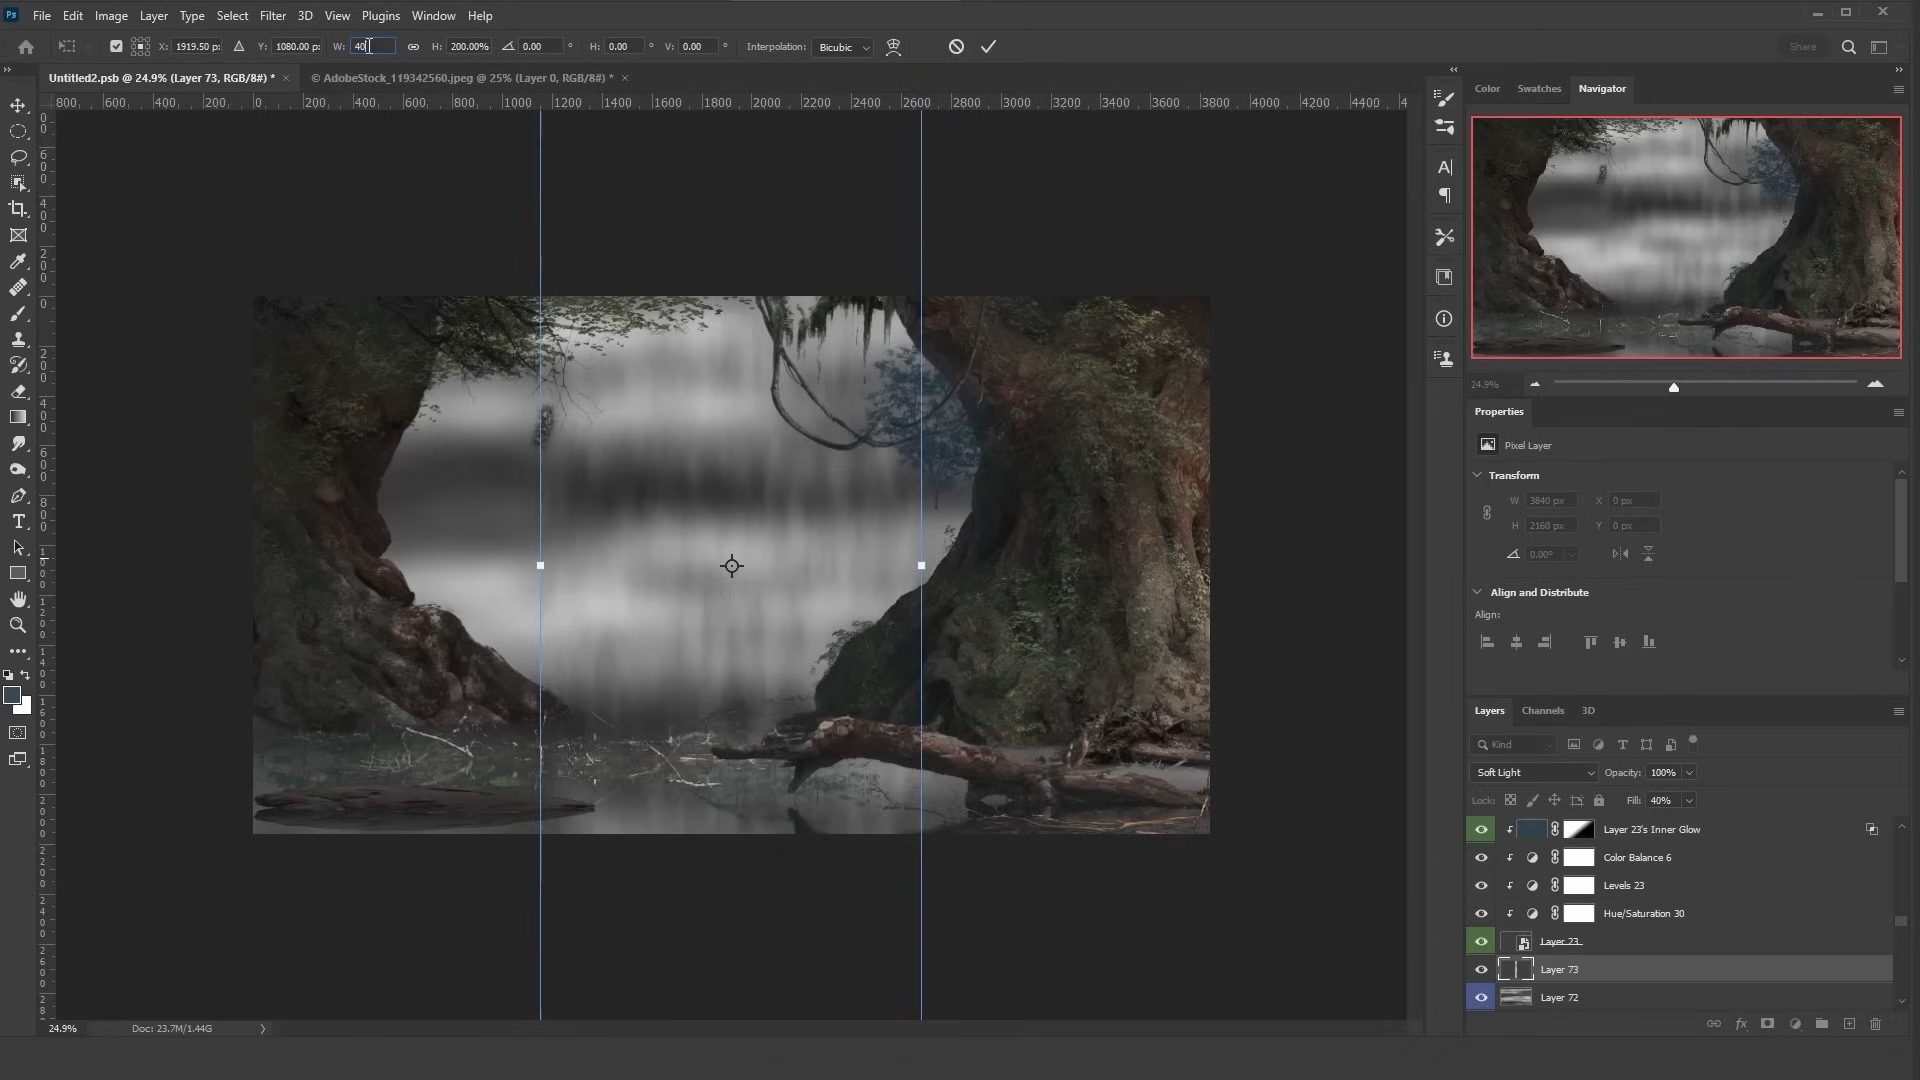 Ps File Edit Image Layer Type Select Filter 3D View Plugins Window Help
X: 1919.50 px Y: 1080.00 px W: 40 H: 200.00% 0.00 ° H: 0.00 ° V: 0.00 ° Interpolation: Bicubic Share
Untitled2.psb @ 24.9% (Layer 73, RGB/8#) * × © AdobeStock_119342560.jpeg @ 25% (Layer 0, RGB/8#) * ×
800 600 400 200 0 200 400 600 800 1000 1200 1400 1600 1800 2000 2200 2400 2600 2800 3000 3200 3400 3600 3800 4000 4200 4400 4
Color Swatches Navigator
24.9%
Properties
Pixel Layer
Transform
W 3840 px X 0 px
H 2160 px Y 0 px
0.00°
Align and Distribute
Align:
Layers Channels 3D
Kind
Soft Light Opacity: 100%
Lock: Fill: 40%
Layer 23's Inner Glow
Color Balance 6
Levels 23
Hue/Saturation 30
Layer 23
Layer 73
Layer 72
fx
24.9% Doc: 23.7M/1.44G